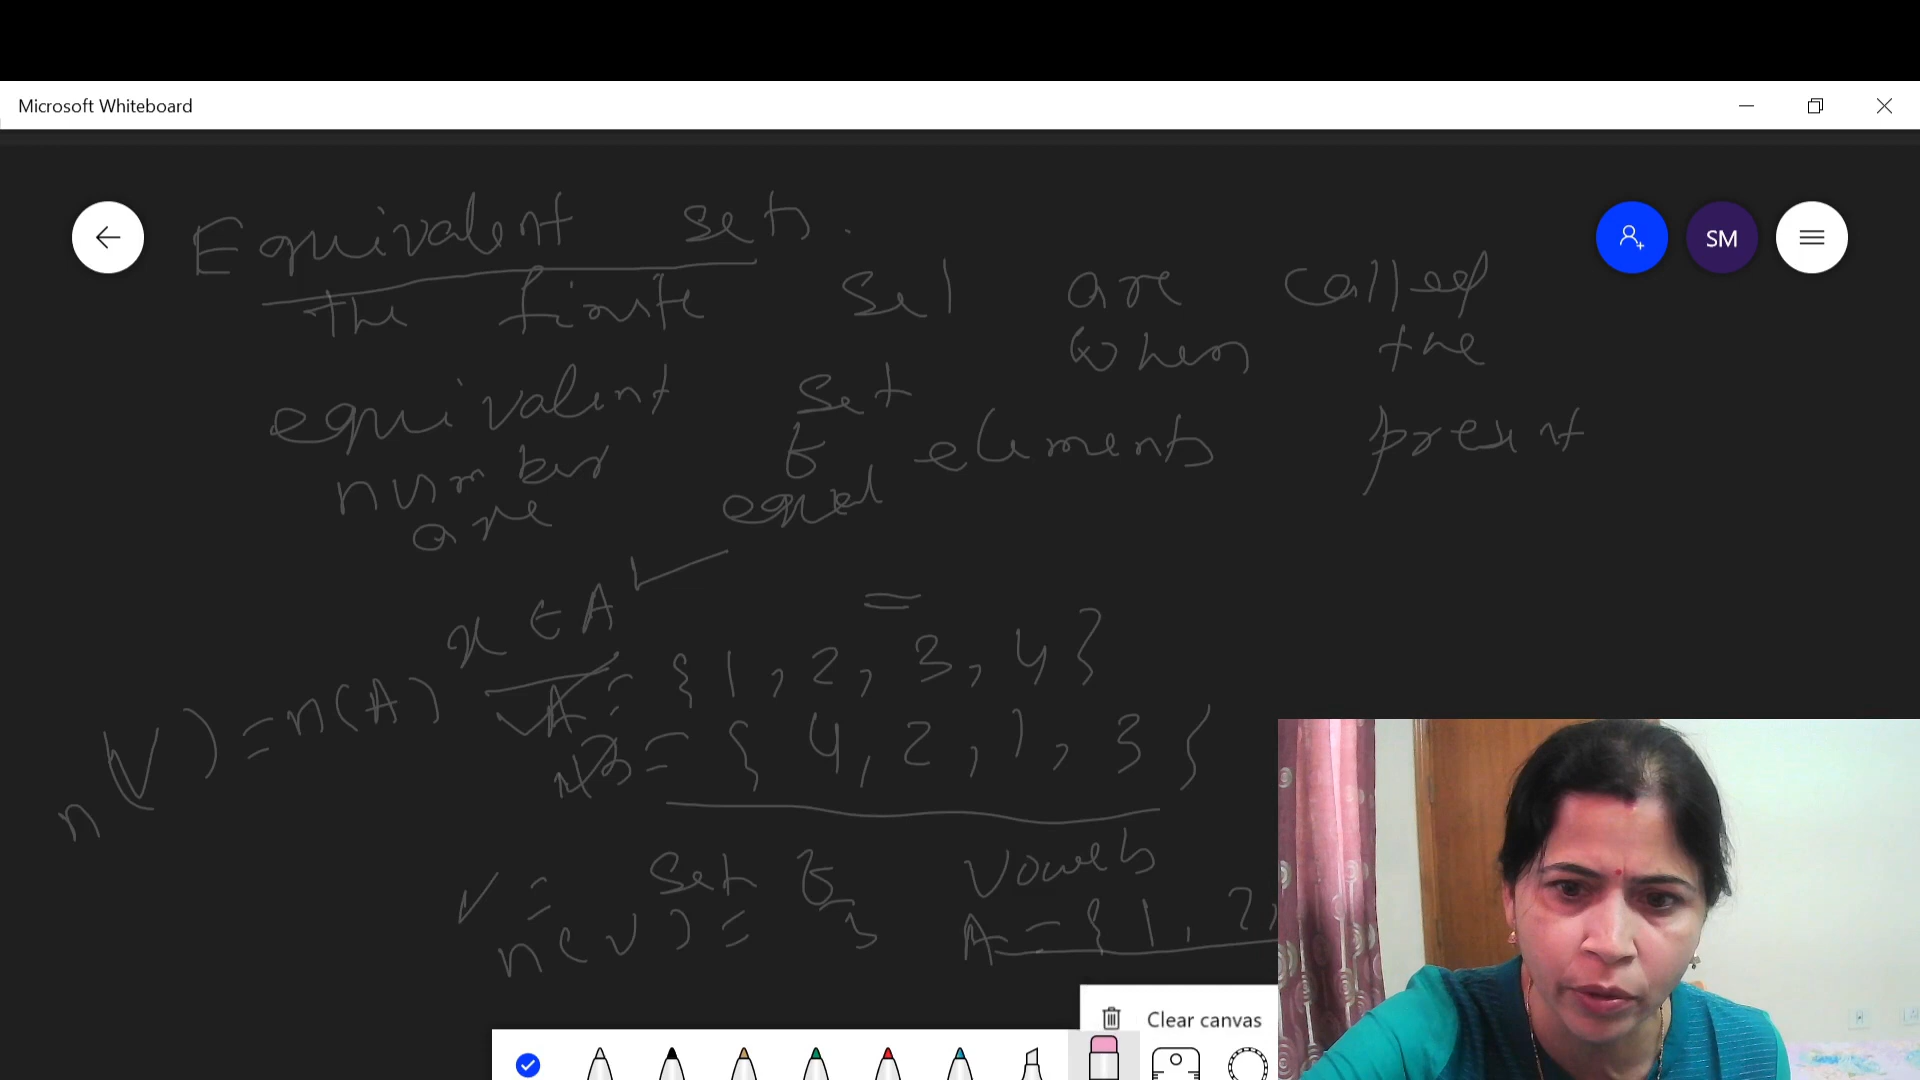 Microsoft Whiteboard
Equivalent sets.
SM
The finite set are called
equivalent set when the
number of elements present
are equal
x ∈ A
=
A = {1, 2, 3, 4}
n(V) = n(A)
B = {4, 2, 1, 3}
V = set of vowels
n(V) = 5 A = {1, 2,
Clear canvas